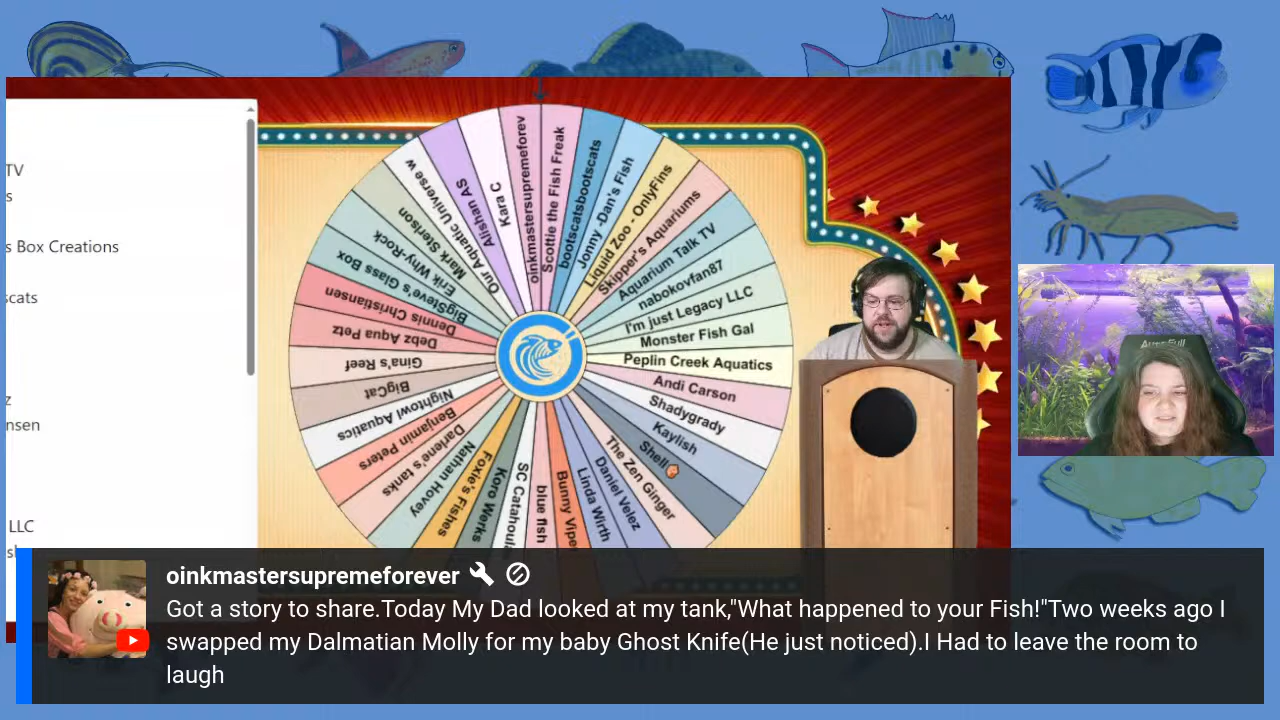 TV
s
s Box Creations
scats
z
nsen
LLC
oinkmastersupremeforev
Scottie the Fish Freak
bootscatsbootscats
Jonny -Dan's Fish
Liquid Zoo - OnlyFins
Skipper's Aquariums
Aquarium Talk TV
nabokovfan87
I'm just Legacy LLC
Monster Fish Gal
Peplin Creek Aquatics
Andi Carson
Shadygrady
Kaylish
Shell
The Zen Ginger
Daniel Velez
Linda Wirth
Bunny Vipe
blue fish
SC Catahoula
Koro Werks
Foxie's Fishes
Nathan Hovey
Darlene's tanks
Benjamin Peters
Nightowl Aquatics
BigCat
Gina's Reef
Debz Aqua Petz
Dennis Christiansen
BigSteve's Glass Box
Erik Why-Rock
Mark Sterison
Our Aquatic Universe w
Alishan AS
Kara C
oinkmastersupremeforever
Got a story to share.Today My Dad looked at my tank,"What happened to your Fish!"Two weeks ago I
swapped my Dalmatian Molly for my baby Ghost Knife(He just noticed).I Had to leave the room to
laugh